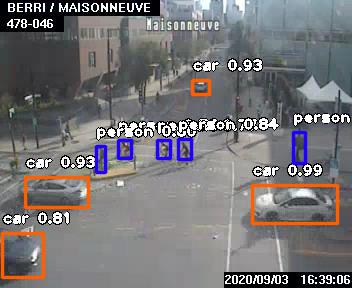 BERRI / MAISONNEUVE
478-046
Maisonneuve
car 0.93
person
car 0.93
car 0.99
car 0.81
2020/09/03 16:39:06